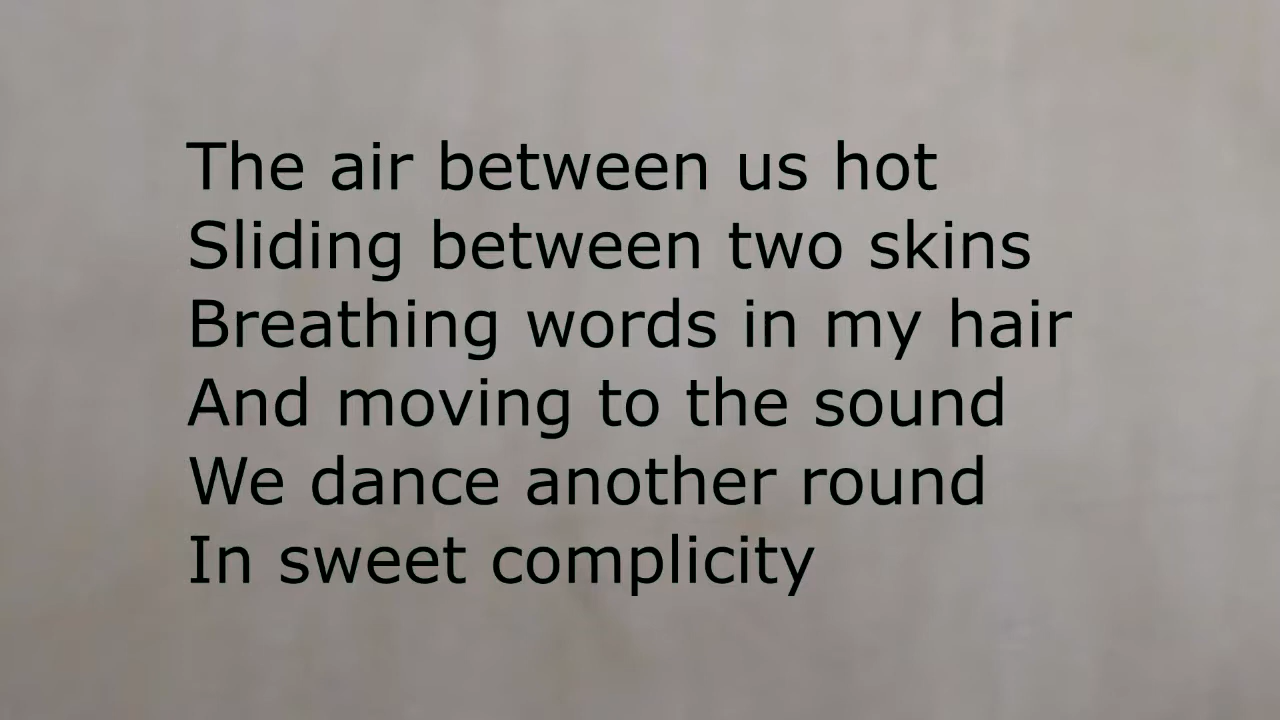 The air between us hot
Sliding between two skins
Breathing words in my hair
And moving to the sound
We dance another round
In sweet complicity